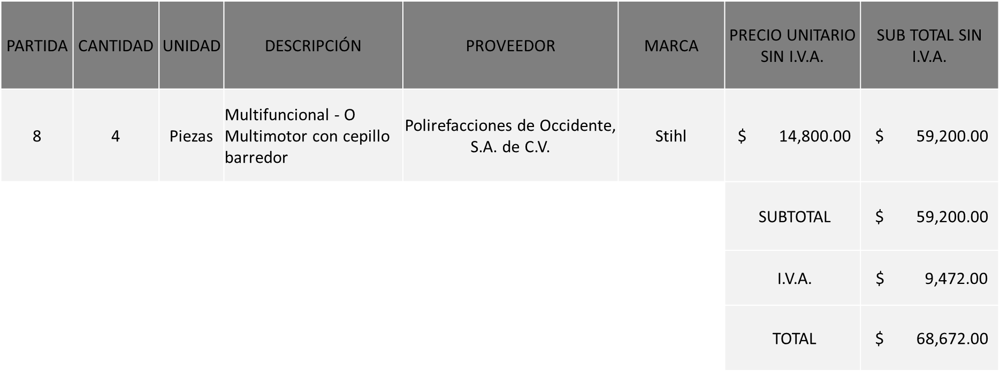 PARTIDA CANTIDAD UNIDAD DESCRIPCIÓN PROVEEDOR MARCA PRECIO UNITARIO SIN I.V.A. SUB TOTAL SIN I.V.A.
8 4 Piezas Multifuncional - O Multimotor con cepillo barredor Polirefacciones de Occidente, S.A. de C.V. Stihl $ 14,800.00 $ 59,200.00
SUBTOTAL $ 59,200.00
I.V.A. $ 9,472.00
TOTAL $ 68,672.00